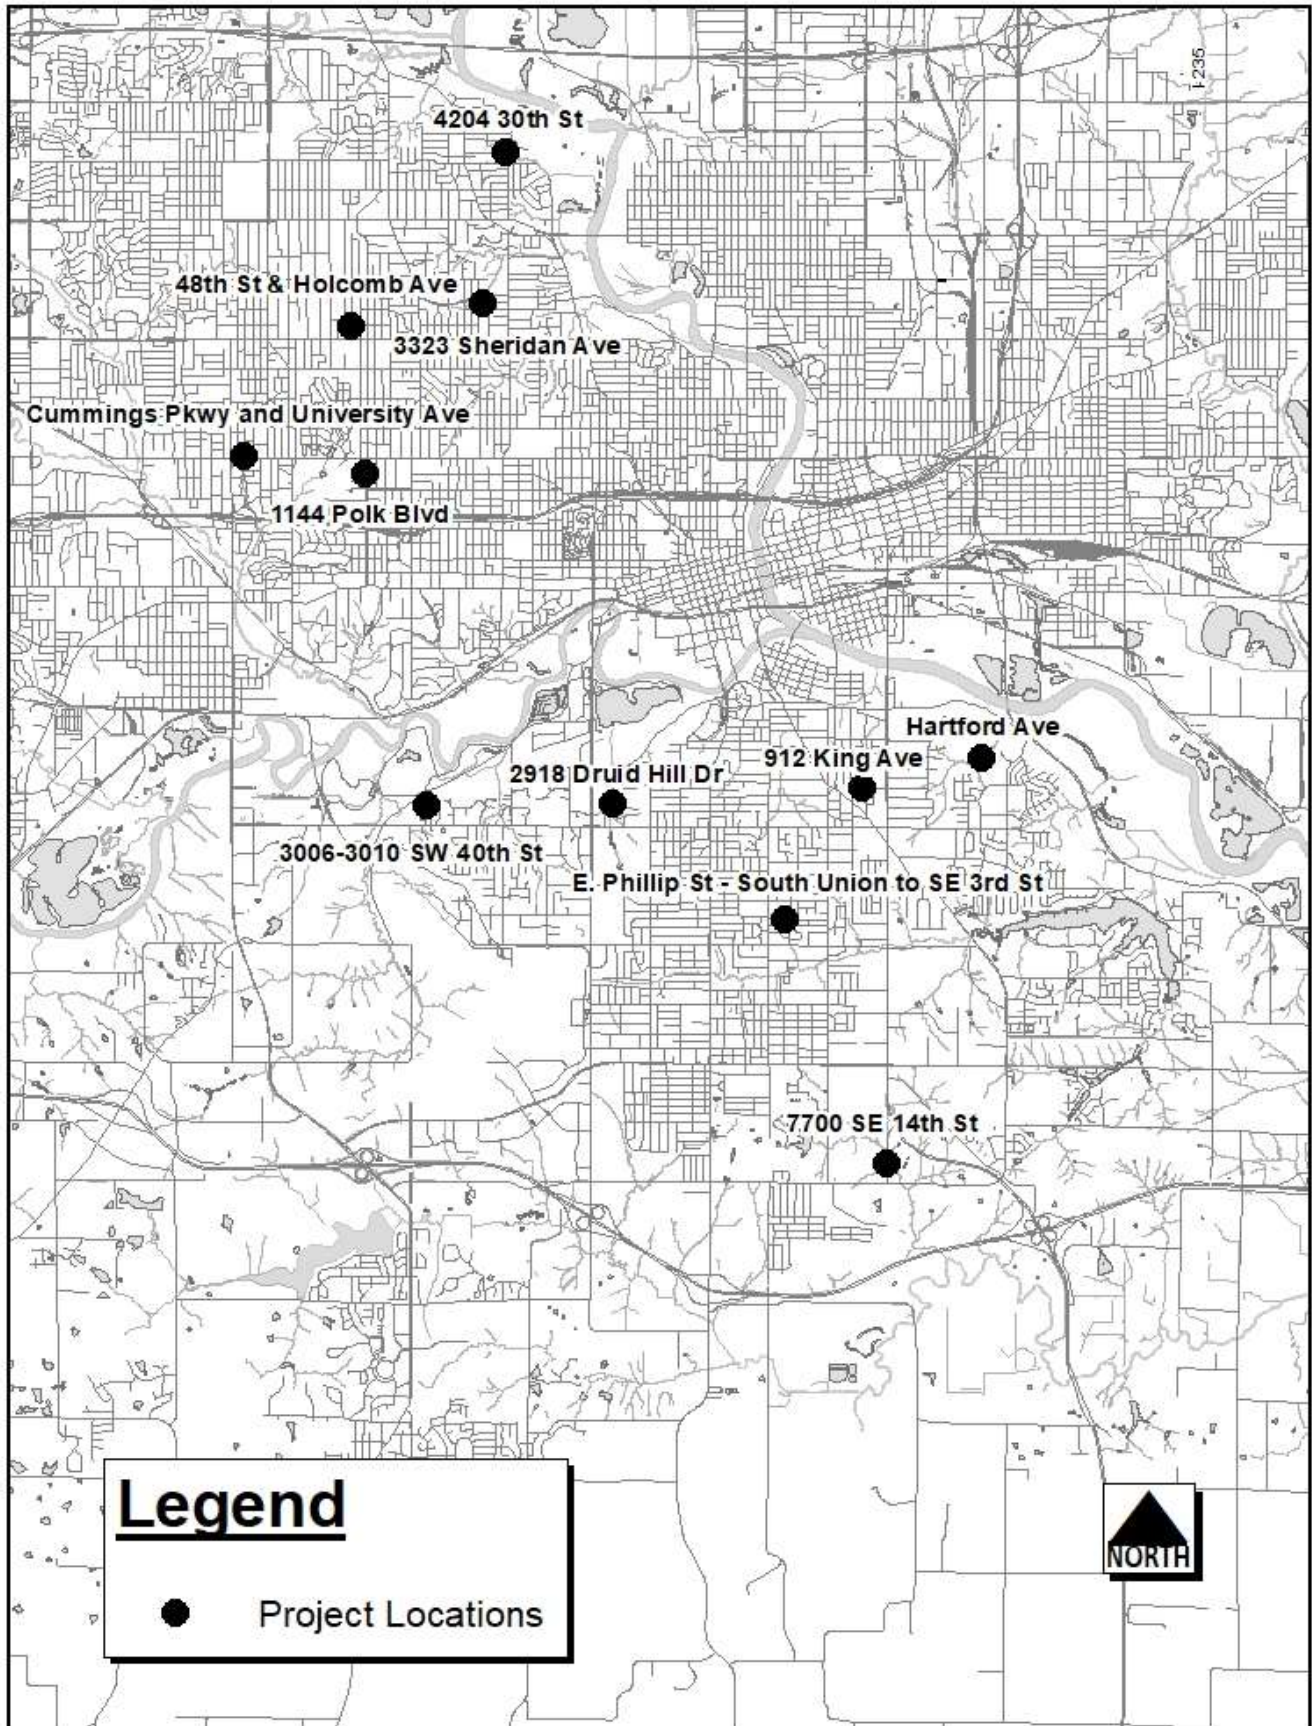 I-235
4204 30th St
48th St & Holcomb Ave
3323 Sheridan Ave
Cummings Pkwy and University Ave
1144 Polk Blvd
Hartford Ave
912 King Ave
2918 Druid Hill Dr
3006-3010 SW 40th St
E. Phillip St - South Union to SE 3rd St
7700 SE 14th St
Legend
Project Locations
NORTH